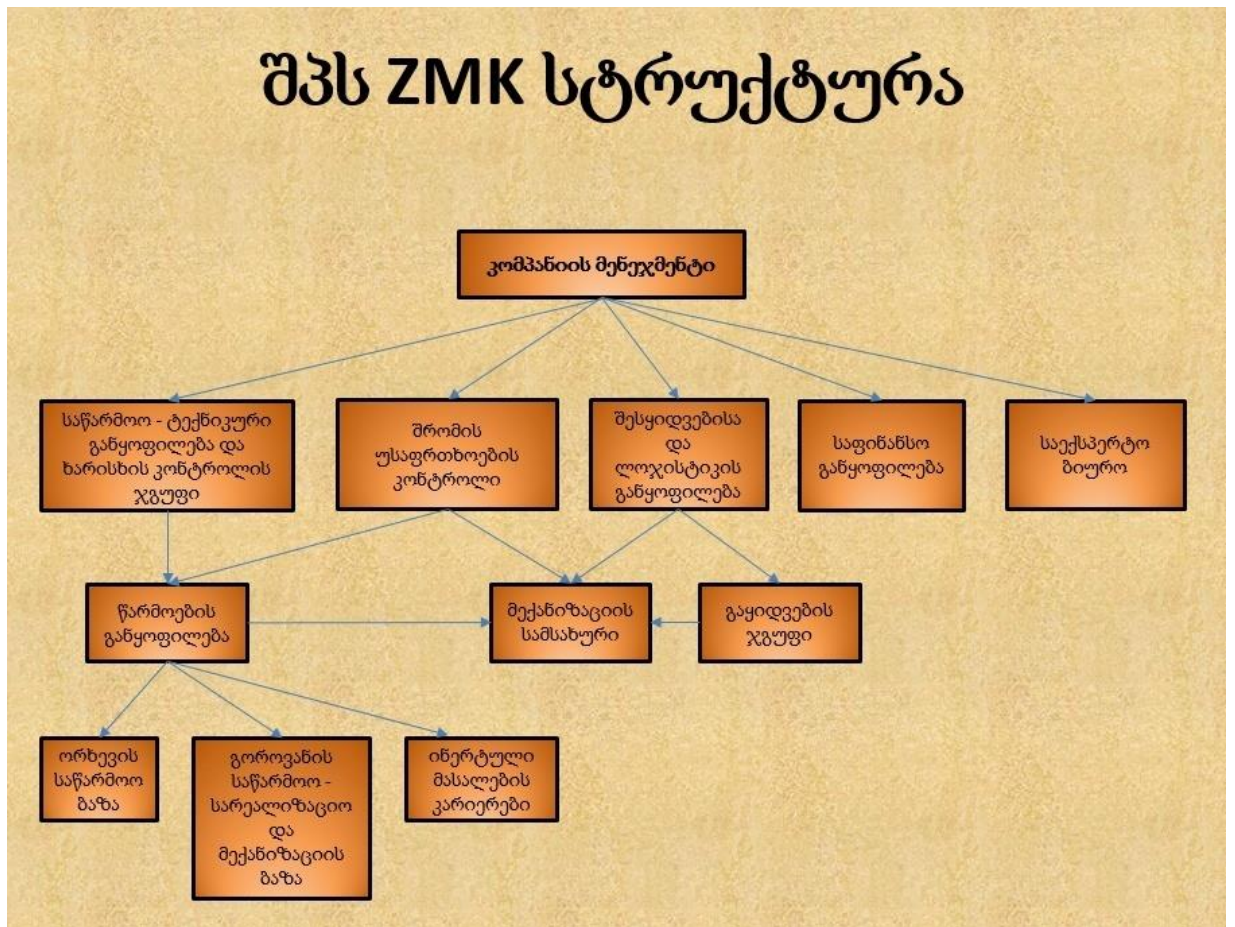 შპს ZMK სტრუქტურა
კომპანიის მენეჯმენტი
საწარმოო - ტექნიკური
განყოფილება და
ხარისხის კონტროლის
ჯგუფი
შრომის
უსაფრთხოების
კონტროლი
შესყიდვებისა
და
ლოჯისტიკის
განყოფილება
საფინანსო
განყოფილება
საექსპერტო
ბიურო
წარმოების
განყოფილება
მექანიზაციის
სამსახური
გაყიდვების
ჯგუფი
ორხევის
საწარმოო
ბაზა
გოროვანის
საწარმოო -
სარეალიზაციო
და
მექანიზაციის
ბაზა
ინერტული
მასალების
კარიერები